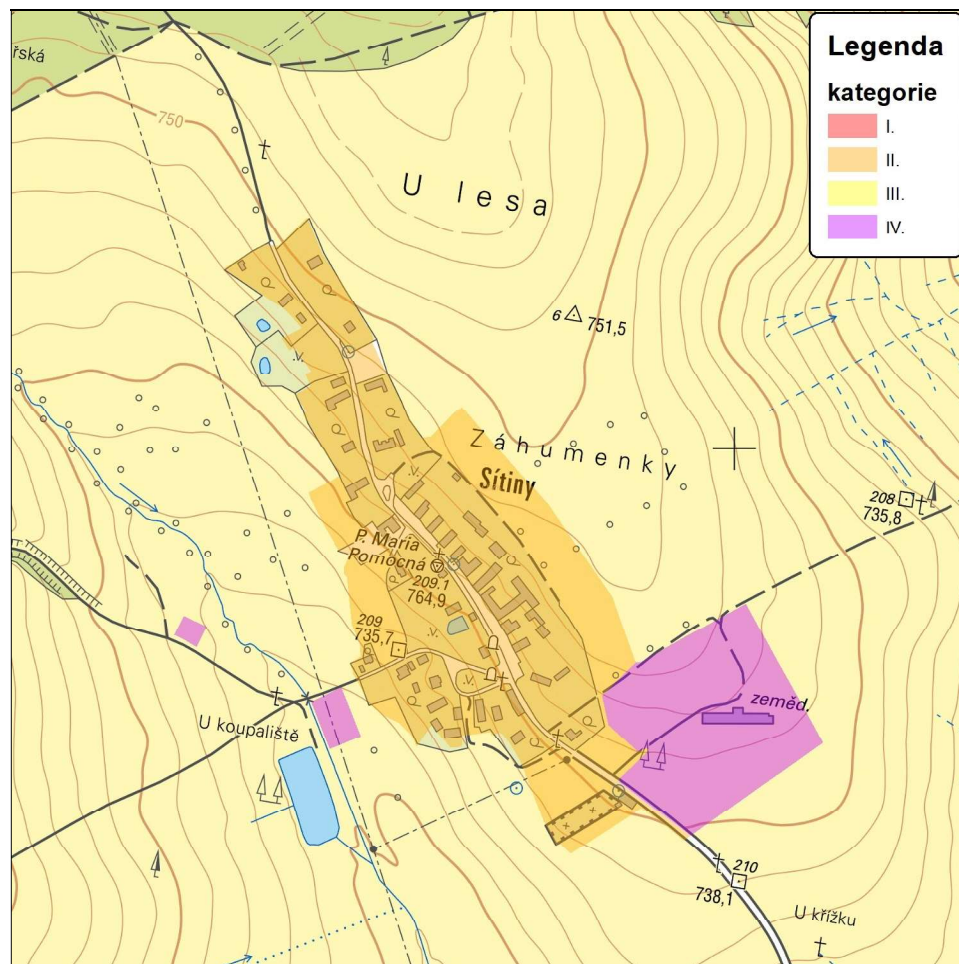 řská
Legenda
kategorie
I.
II.
III.
IV.
750
U lesa
6 751,5
Záhumenky
Sítiny
208
735,8
P. Maria
Pomocná
209.1
764,9
209
735,7
zeměd.
U koupaliště
210
738,1
U křížku